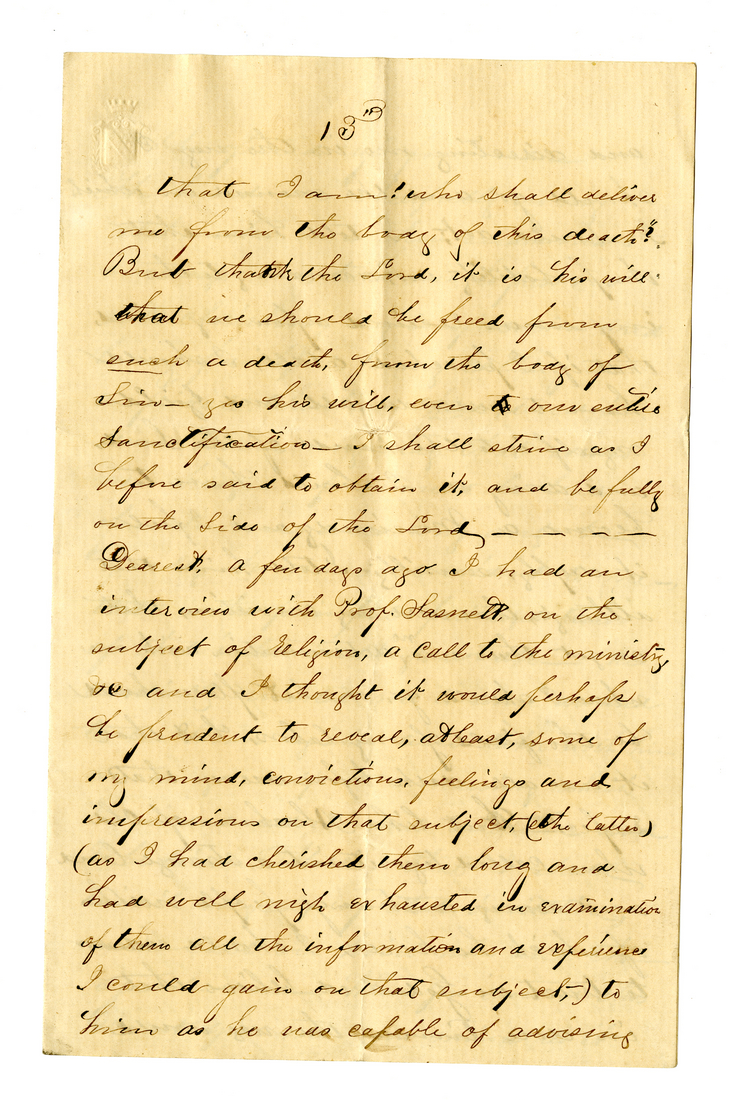 13th
that I am! who shall deliver
me from the body of this death"?
But thank the Lord, it is his will
that we should be freed from
such a death, from the body of
Sin— yes his will, even to our entire
Sanctification— I shall strive as I
before said to obtain it, and be fully
on the Side of the Lord, — — — —
Dearest, a few days ago I had an
interview with Prof. Sasnett, on the
subject of religion, a call to the ministry,
&c and I thought it would perhaps
be prudent to reveal, atleast, some of
my mind, convictions, feelings and
impressions on that subject, (the latter)
(as I had cherished them long and
had well nigh exhausted in examination
of them all the information and experience
I could gain on that subject,) to
him as he was capable of advising